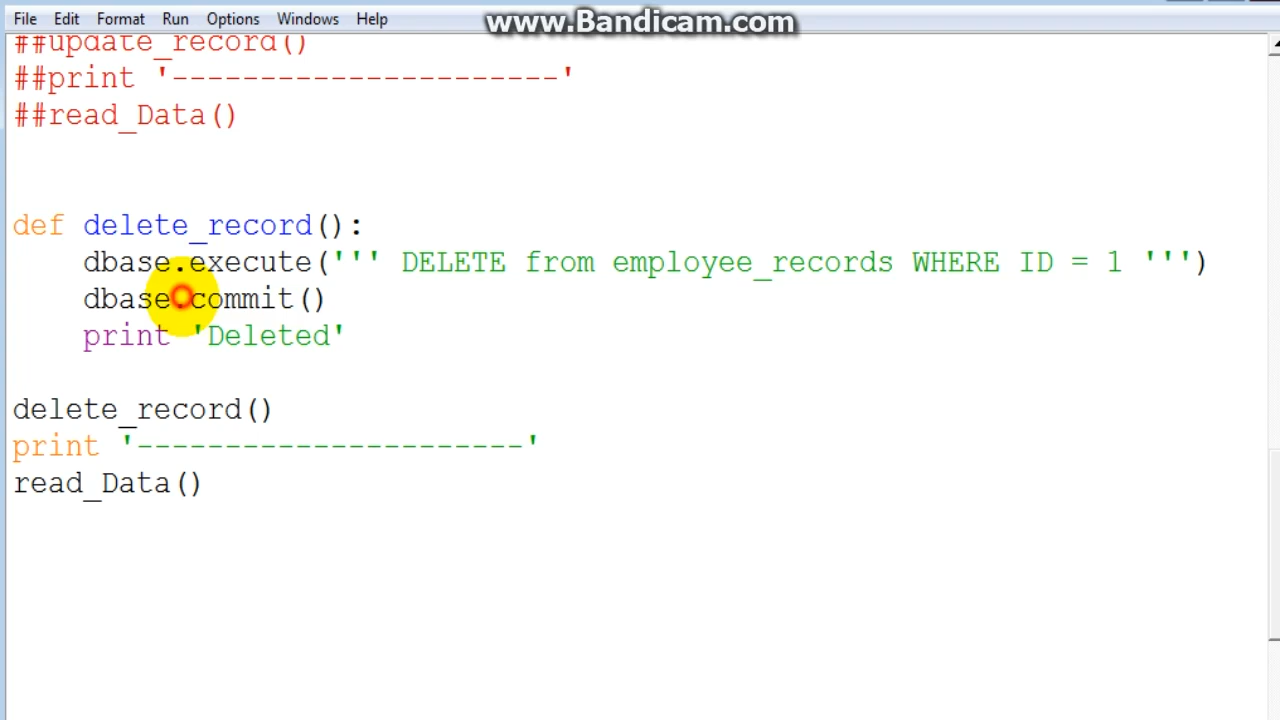 www.Bandicam.com
File Edit Format Run Options Windows Help
##update_record()
##print '----------------------'
##read_Data()
def delete_record():
dbase.execute(''' DELETE from employee_records WHERE ID = 1 ''')
dbase.commit()
print 'Deleted'
delete_record()
print '----------------------'
read_Data()